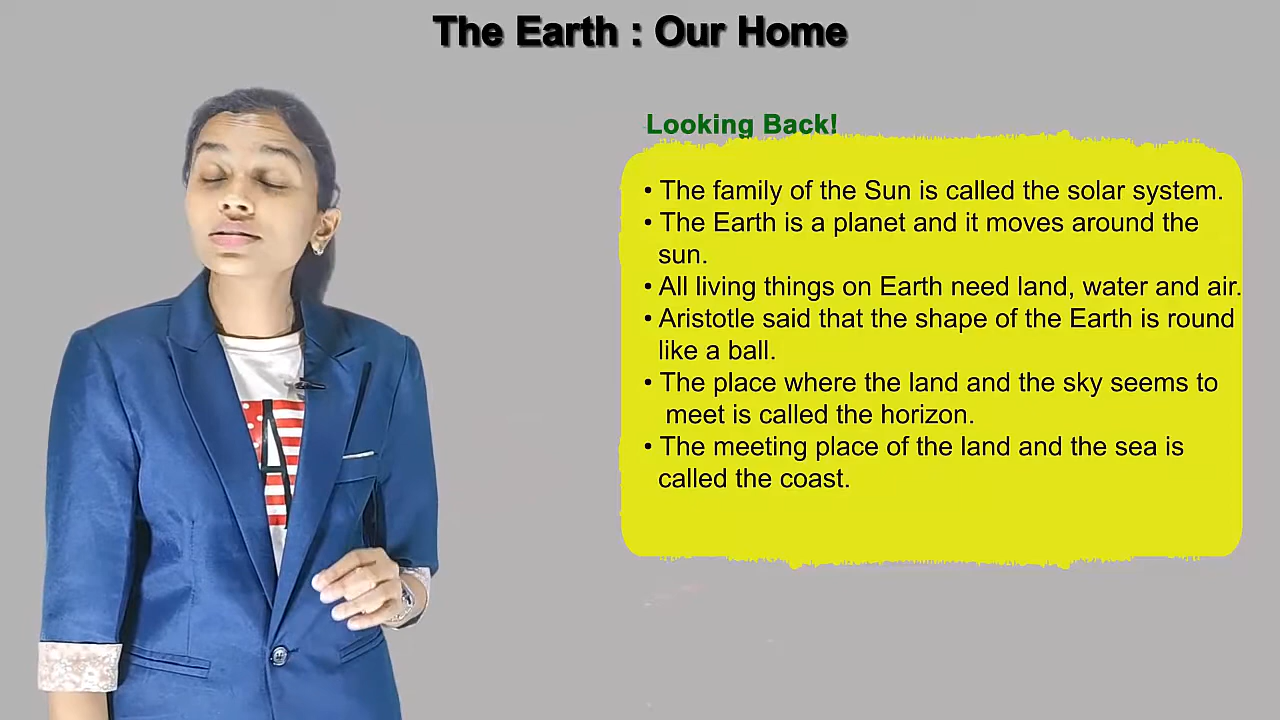 The Earth : Our Home
Looking Back!
• The family of the Sun is called the solar system.
• The Earth is a planet and it moves around the
sun.
• All living things on Earth need land, water and air.
• Aristotle said that the shape of the Earth is round
like a ball.
• The place where the land and the sky seems to
meet is called the horizon.
• The meeting place of the land and the sea is
called the coast.
A